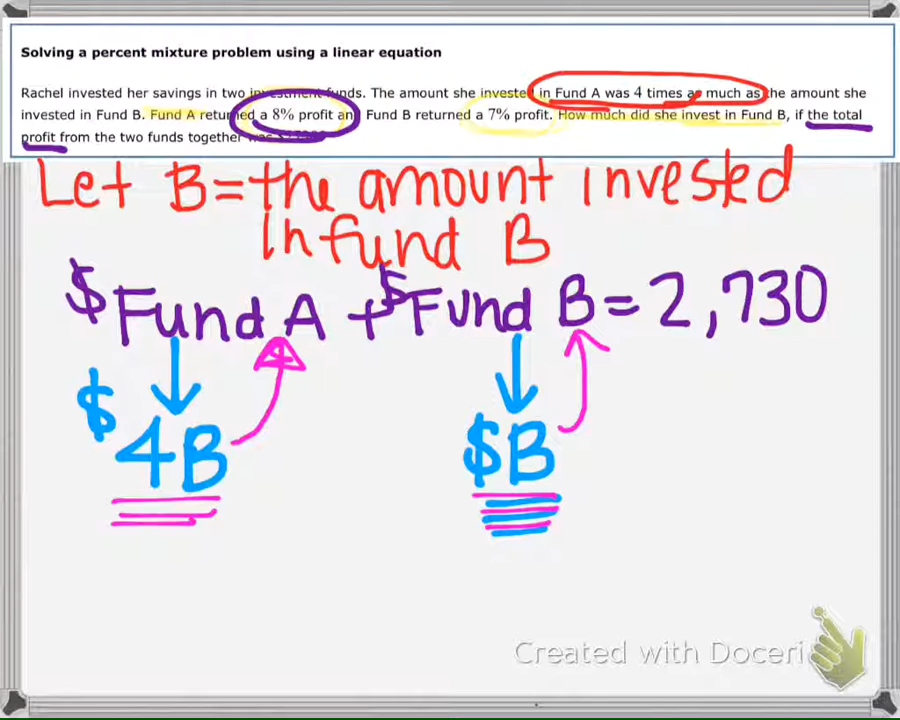 Solving a percent mixture problem using a linear equation
Rachel invested her savings in two investment funds. The amount she invested in Fund A was 4 times as much as the amount she
invested in Fund B. Fund A returned a 8% profit and Fund B returned a 7% profit. How much did she invest in Fund B, if the total
profit from the two funds together was
Let B=the amount invested
in fund B
$ Fund A + $ Fund B = 2,730
$ 4B $B
Created with Doceri